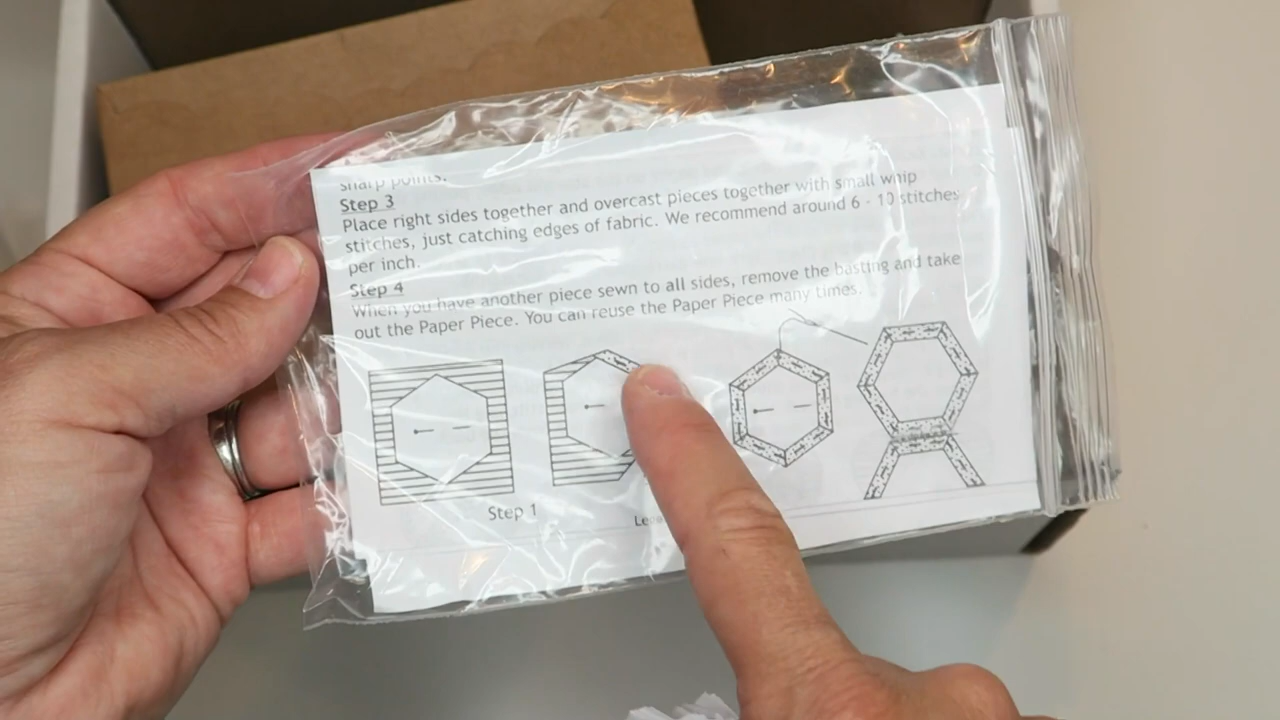 sharp points.
Step 3
Place right sides together and overcast pieces together with small whip
stitches, just catching edges of fabric. We recommend around 6 - 10 stitches
per inch.
Step 4
When you have another piece sewn to all sides, remove the basting and take
out the Paper Piece. You can reuse the Paper Piece many times.
Step 1